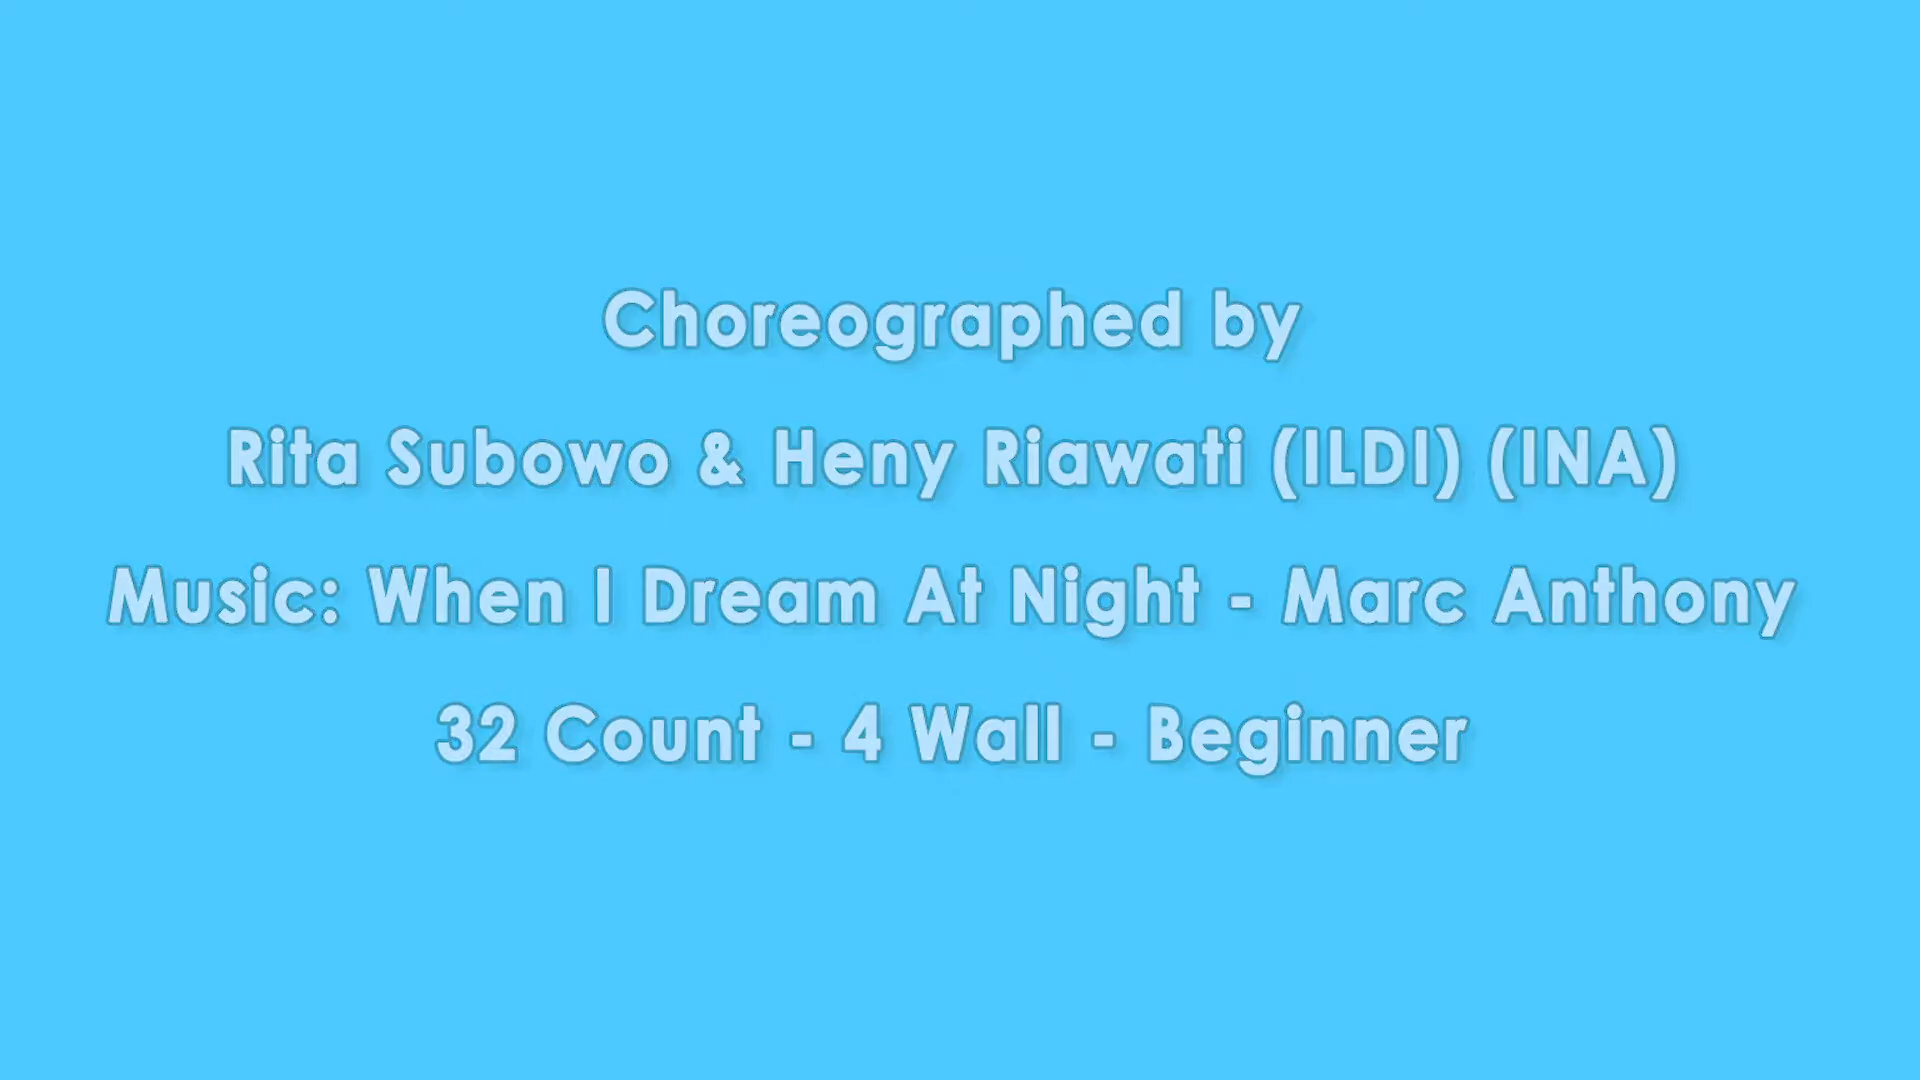 Choreographed by
Rita Subowo & Heny Riawati (ILDI) (INA)
Music: When I Dream At Night - Marc Anthony
32 Count - 4 Wall - Beginner